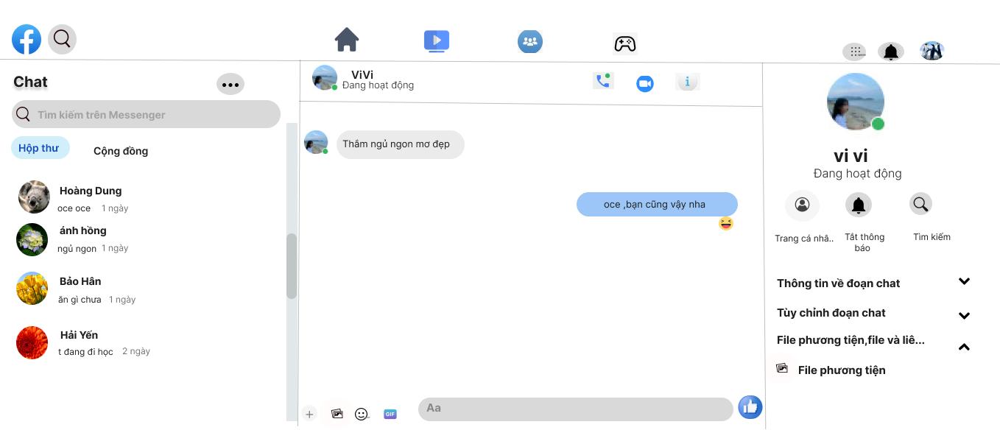 Chat
Tìm kiếm trên Messenger
Hộp thư
Cộng đồng
Hoàng Dung
oce oce 1 ngày
ánh hồng
ngủ ngon 1 ngày
Bảo Hân
ăn gì chưa 1 ngày
Hải Yến
t đang đi học 2 ngày
ViVi
Đang hoạt động
Thắm ngủ ngon mơ đẹp
oce ,bạn cũng vậy nha
GIF
Aa
vi vi
Đang hoạt động
Trang cá nhâ..
Tắt thông
báo
Tìm kiếm
Thông tin về đoạn chat
Tùy chỉnh đoạn chat
File phương tiện,file và liê...
File phương tiện